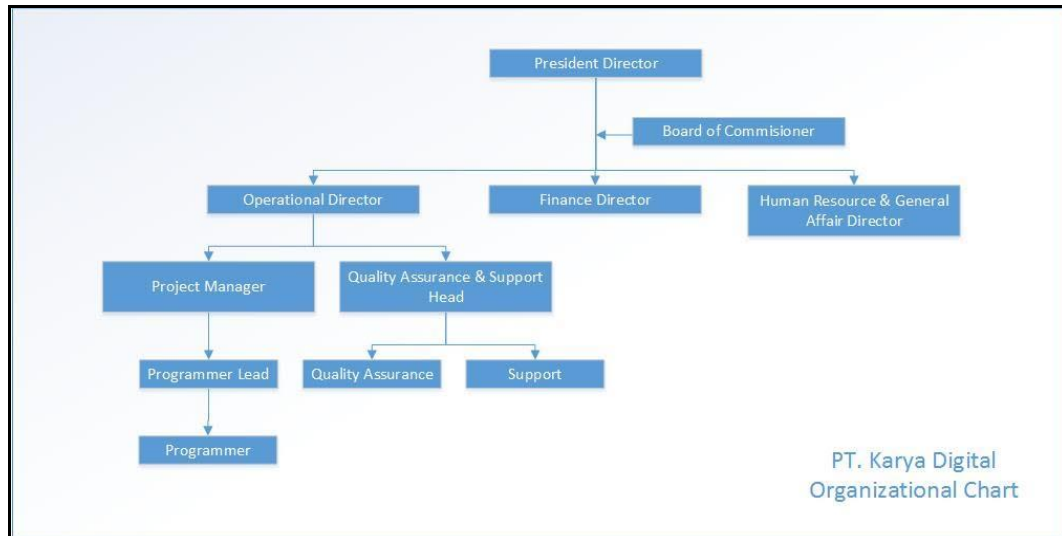 President Director
Board of Commisioner
Operational Director
Finance Director
Human Resource & General
Affair Director
Project Manager
Quality Assurance & Support
Head
Programmer Lead
Quality Assurance
Support
Programmer
PT. Karya Digital
Organizational Chart